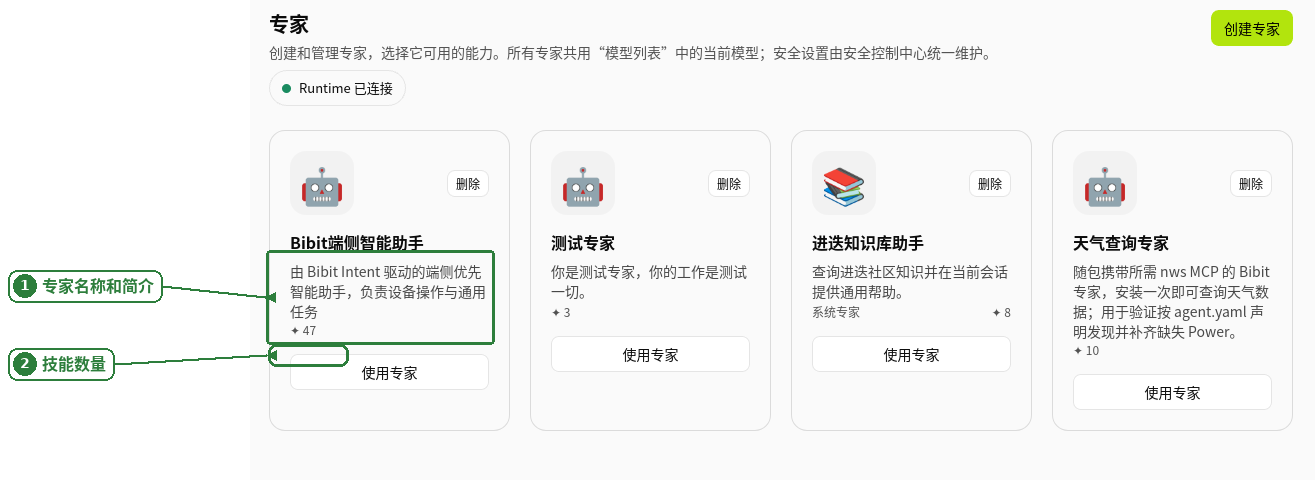 专家
创建专家
创建和管理专家，选择它可用的能力。所有专家共用“模型列表”中的当前模型；安全设置由安全控制中心统一维护。
Runtime 已连接
删除
Bibit端侧智能助手
由 Bibit Intent 驱动的端侧优先
智能助手，负责设备操作与通用
任务
✦ 47
使用专家
删除
测试专家
你是测试专家，你的工作是测试
一切。
✦ 3
使用专家
删除
进迭知识库助手
查询进迭社区知识并在当前会话
提供通用帮助。
系统专家 ✦ 8
使用专家
删除
天气查询专家
随包携带所需 nws MCP 的 Bibit
专家，安装一次即可查询天气数
据；用于验证按 agent.yaml 声
明发现并补齐缺失 Power。
✦ 10
使用专家
1 专家名称和简介
2 技能数量